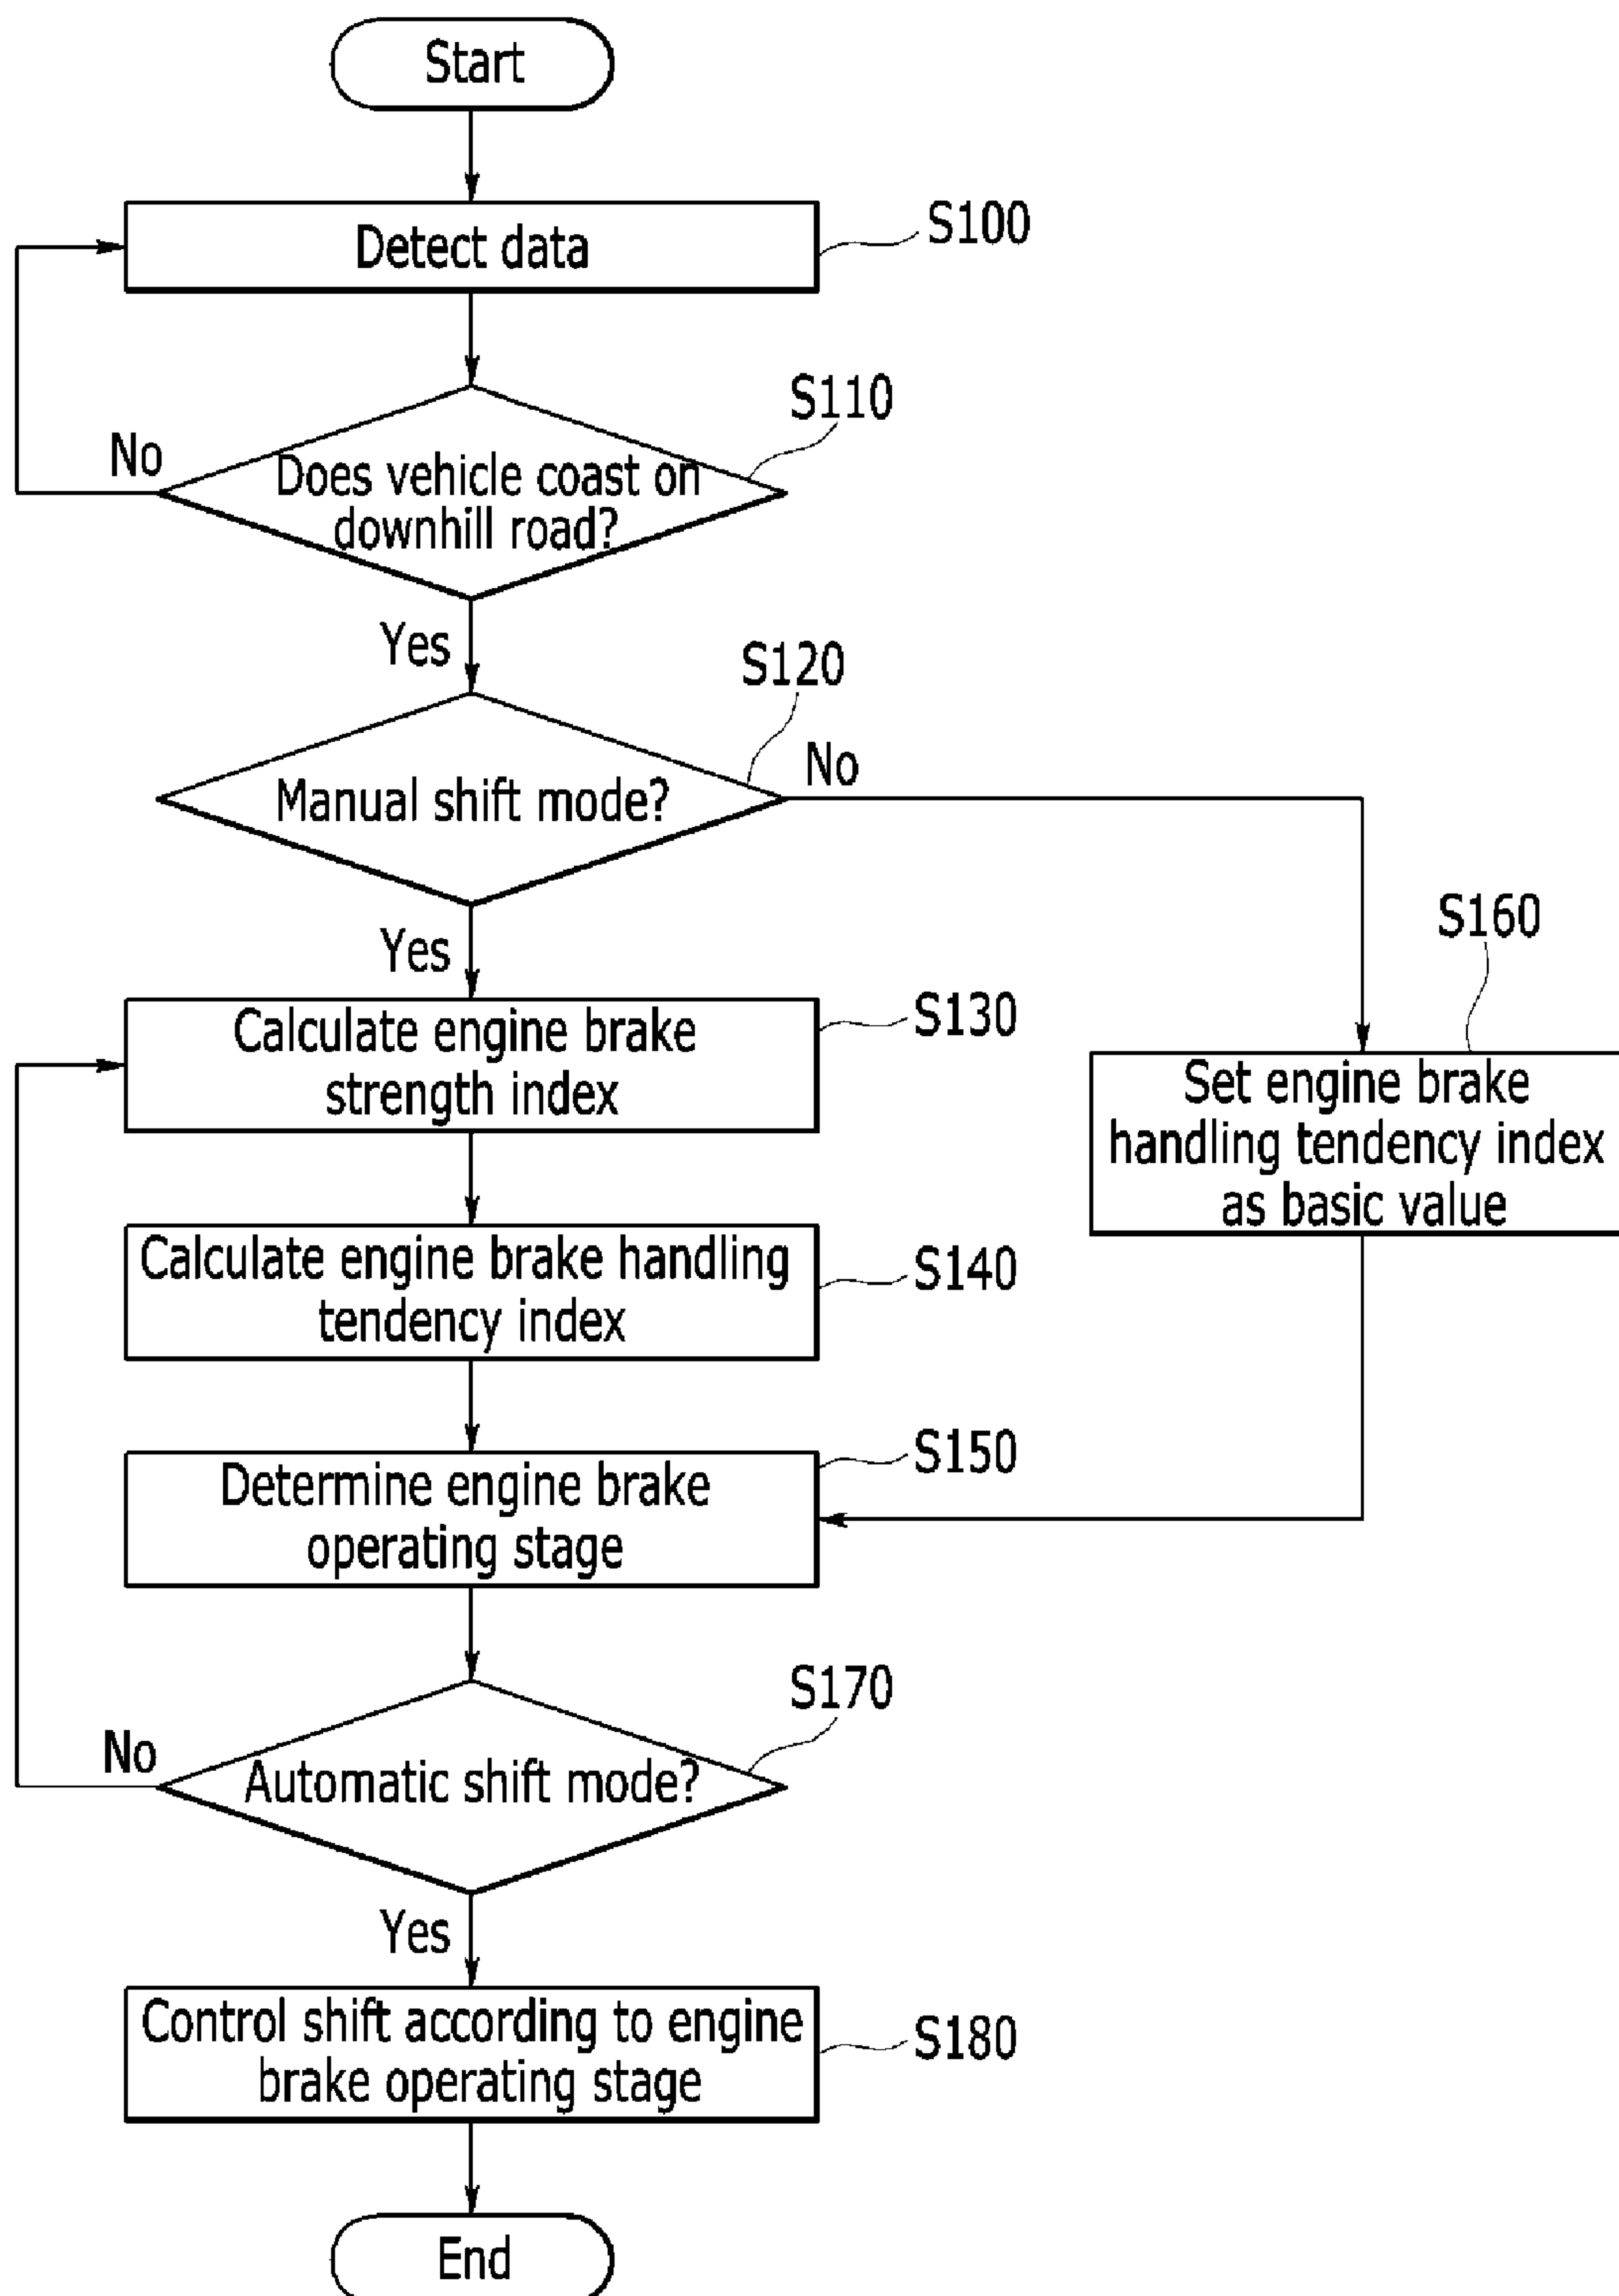 Start
Detect data
S100
Does vehicle coast on
downhill road?
S110
No
Yes
Manual shift mode?
S120
No
Yes
Calculate engine brake
strength index
S130
Set engine brake
handling tendency index
as basic value
S160
Calculate engine brake handling
tendency index
S140
Determine engine brake
operating stage
S150
Automatic shift mode?
S170
No
Yes
Control shift according to engine
brake operating stage
S180
End